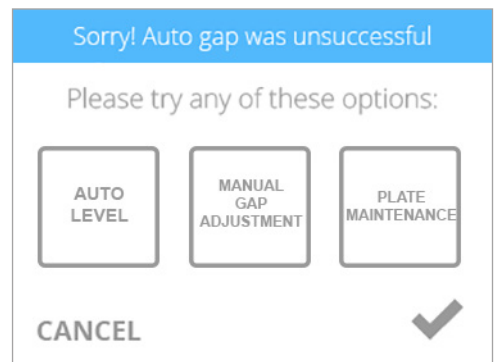 Sorry! Auto gap was unsuccessful
Please try any of these options:
AUTO
LEVEL
MANUAL
GAP
ADJUSTMENT
PLATE
MAINTENANCE
CANCEL